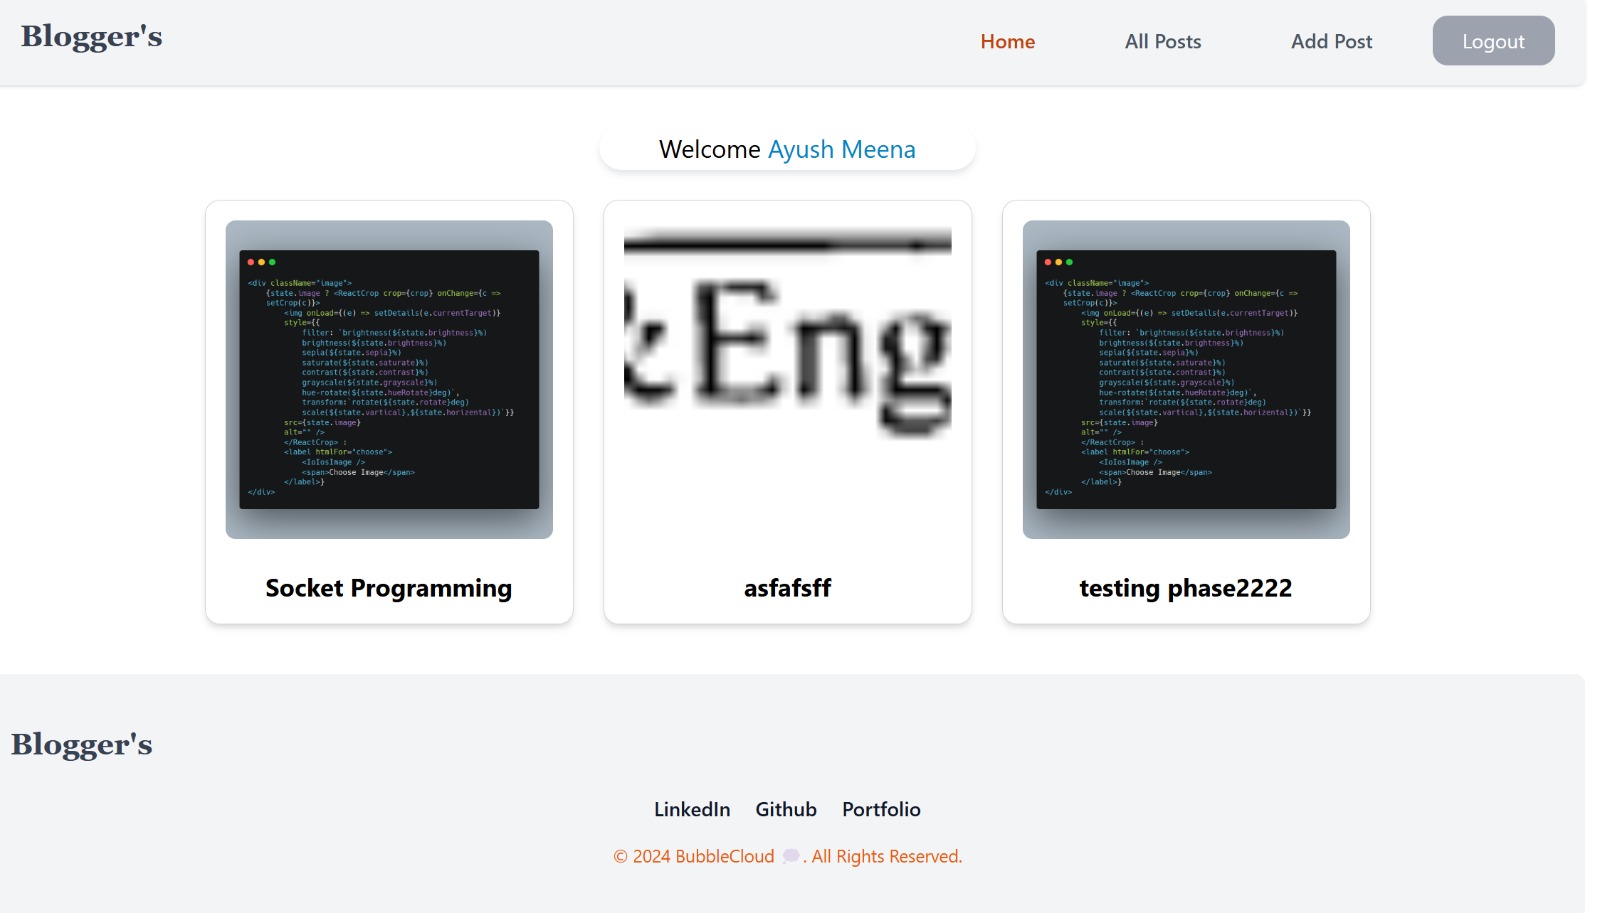 Blogger's
Home All Posts Add Post Logout
Welcome Ayush Meena
<div className="image">
{state.image ? <ReactCrop crop={crop} onChange={c =>
setCrop(c)}>
<img onLoad={(e) => setDetails(e.currentTarget)}
style={{
filter: `brightness(${state.brightness}%)
brightness(${state.brightness}%)
sepia(${state.sepia}%)
saturate(${state.saturate}%)
contrast(${state.contrast}%)
grayscale(${state.grayscale}%)
hue-rotate(${state.hueRotate}deg)`,
transform:`rotate(${state.rotate}deg)
scale(${state.vartical},${state.horizental})`}}
src={state.image}
alt="" />
</ReactCrop> :
<label htmlFor="choose">
<IoIosImage />
<span>Choose Image</span>
</label>}
</div>
Socket Programming
Eng
asfafsff
<div className="image">
{state.image ? <ReactCrop crop={crop} onChange={c =>
setCrop(c)}>
<img onLoad={(e) => setDetails(e.currentTarget)}
style={{
filter: `brightness(${state.brightness}%)
brightness(${state.brightness}%)
sepia(${state.sepia}%)
saturate(${state.saturate}%)
contrast(${state.contrast}%)
grayscale(${state.grayscale}%)
hue-rotate(${state.hueRotate}deg)`,
transform:`rotate(${state.rotate}deg)
scale(${state.vartical},${state.horizental})`}}
src={state.image}
alt="" />
</ReactCrop> :
<label htmlFor="choose">
<IoIosImage />
<span>Choose Image</span>
</label>}
</div>
testing phase2222
Blogger's
LinkedIn Github Portfolio
© 2024 BubbleCloud 💭. All Rights Reserved.